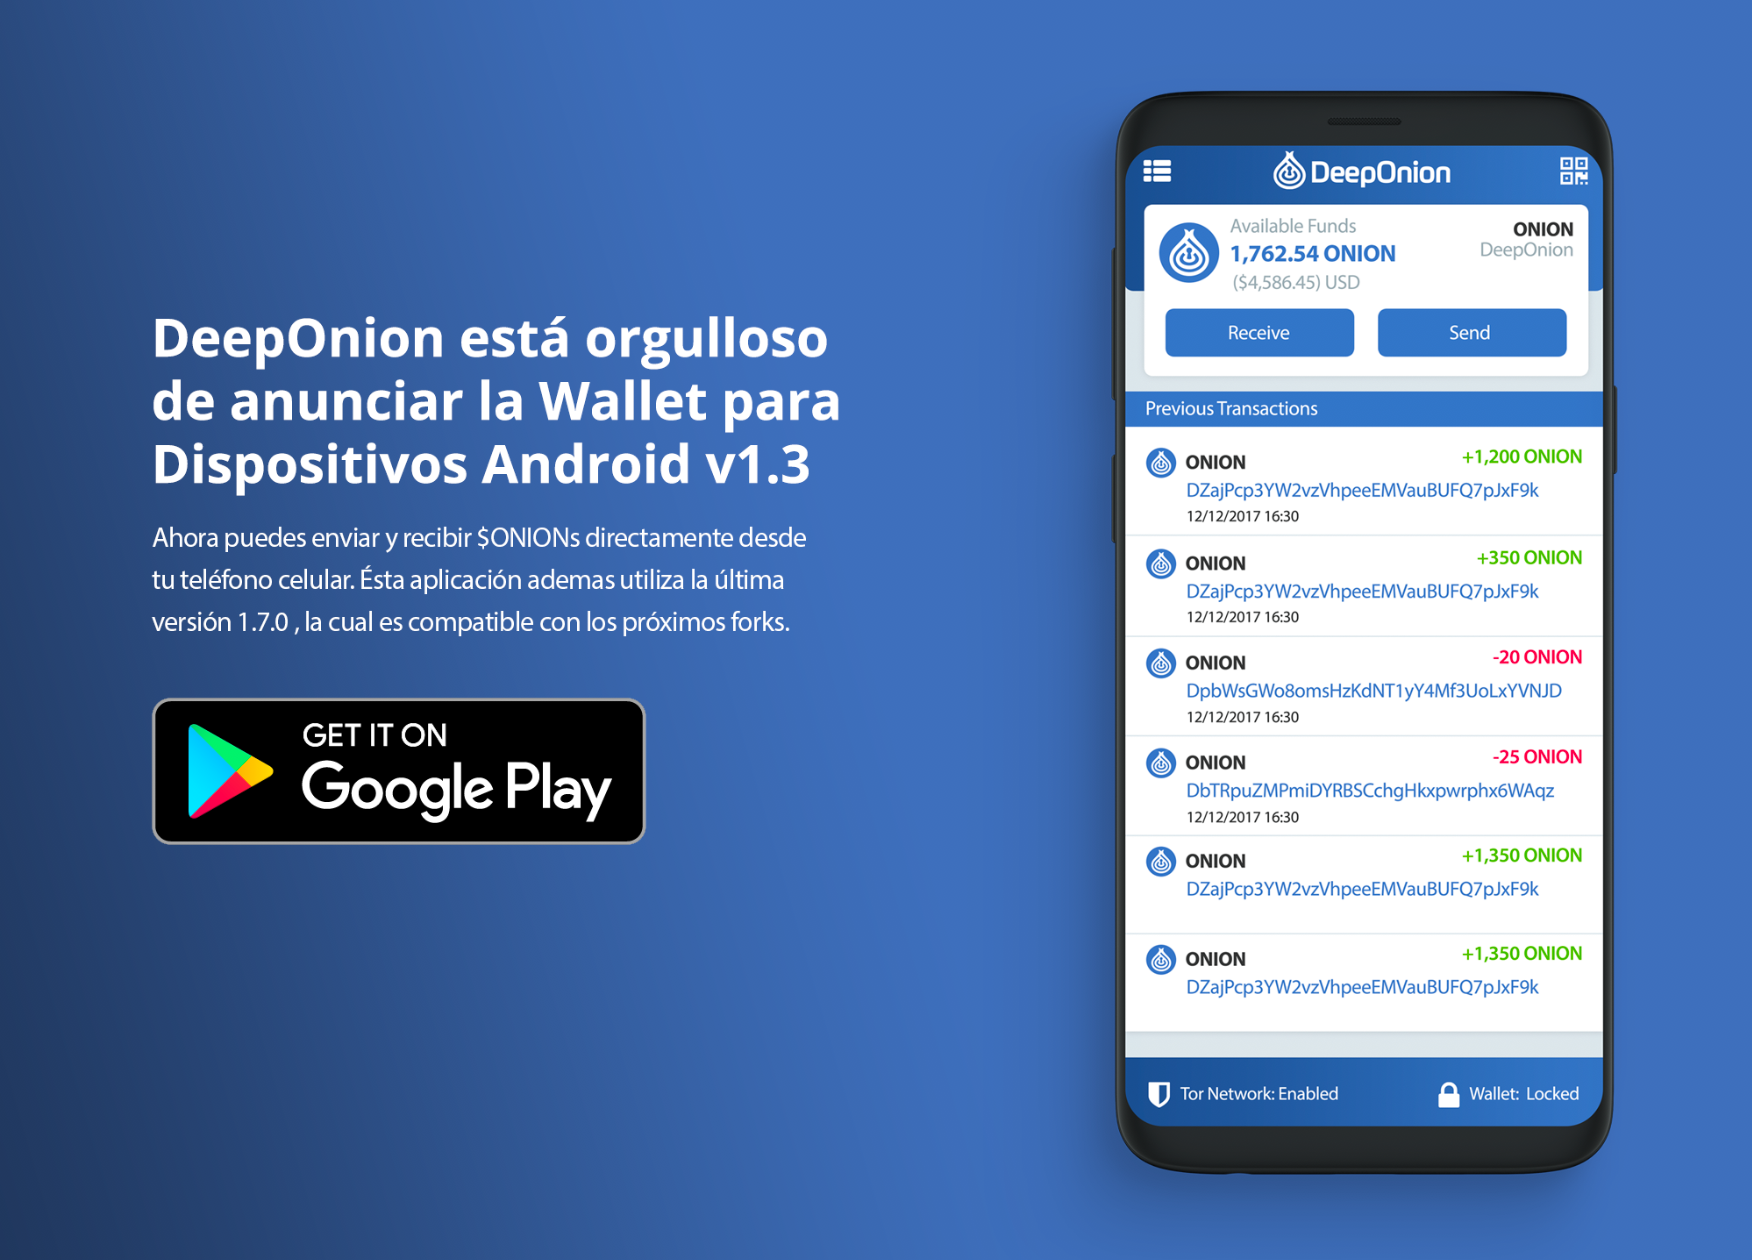 DeepOnion está orgulloso
de anunciar la Wallet para
Dispositivos Android v1.3
Ahora puedes enviar y recibir $ONIONs directamente desde
tu teléfono celular. Ésta aplicación ademas utiliza la última
versión 1.7.0 , la cual es compatible con los próximos forks.
GET IT ON
Google Play
DeepOnion
Available Funds
1,762.54 ONION
($4,586.45) USD
ONION
DeepOnion
Receive
Send
Previous Transactions
ONION
+1,200 ONION
DZajPcp3YW2vzVhpeeEMVauBUFQ7pJxF9k
12/12/2017 16:30
ONION
+350 ONION
DZajPcp3YW2vzVhpeeEMVauBUFQ7pJxF9k
12/12/2017 16:30
ONION
-20 ONION
DpbWsGWo8omsHzKdNT1yY4Mf3UoLxYVNJD
12/12/2017 16:30
ONION
-25 ONION
DbTRpuZMPmiDYRBSCchgHkxpwrphx6WAqz
12/12/2017 16:30
ONION
+1,350 ONION
DZajPcp3YW2vzVhpeeEMVauBUFQ7pJxF9k
ONION
+1,350 ONION
DZajPcp3YW2vzVhpeeEMVauBUFQ7pJxF9k
Tor Network: Enabled
Wallet: Locked